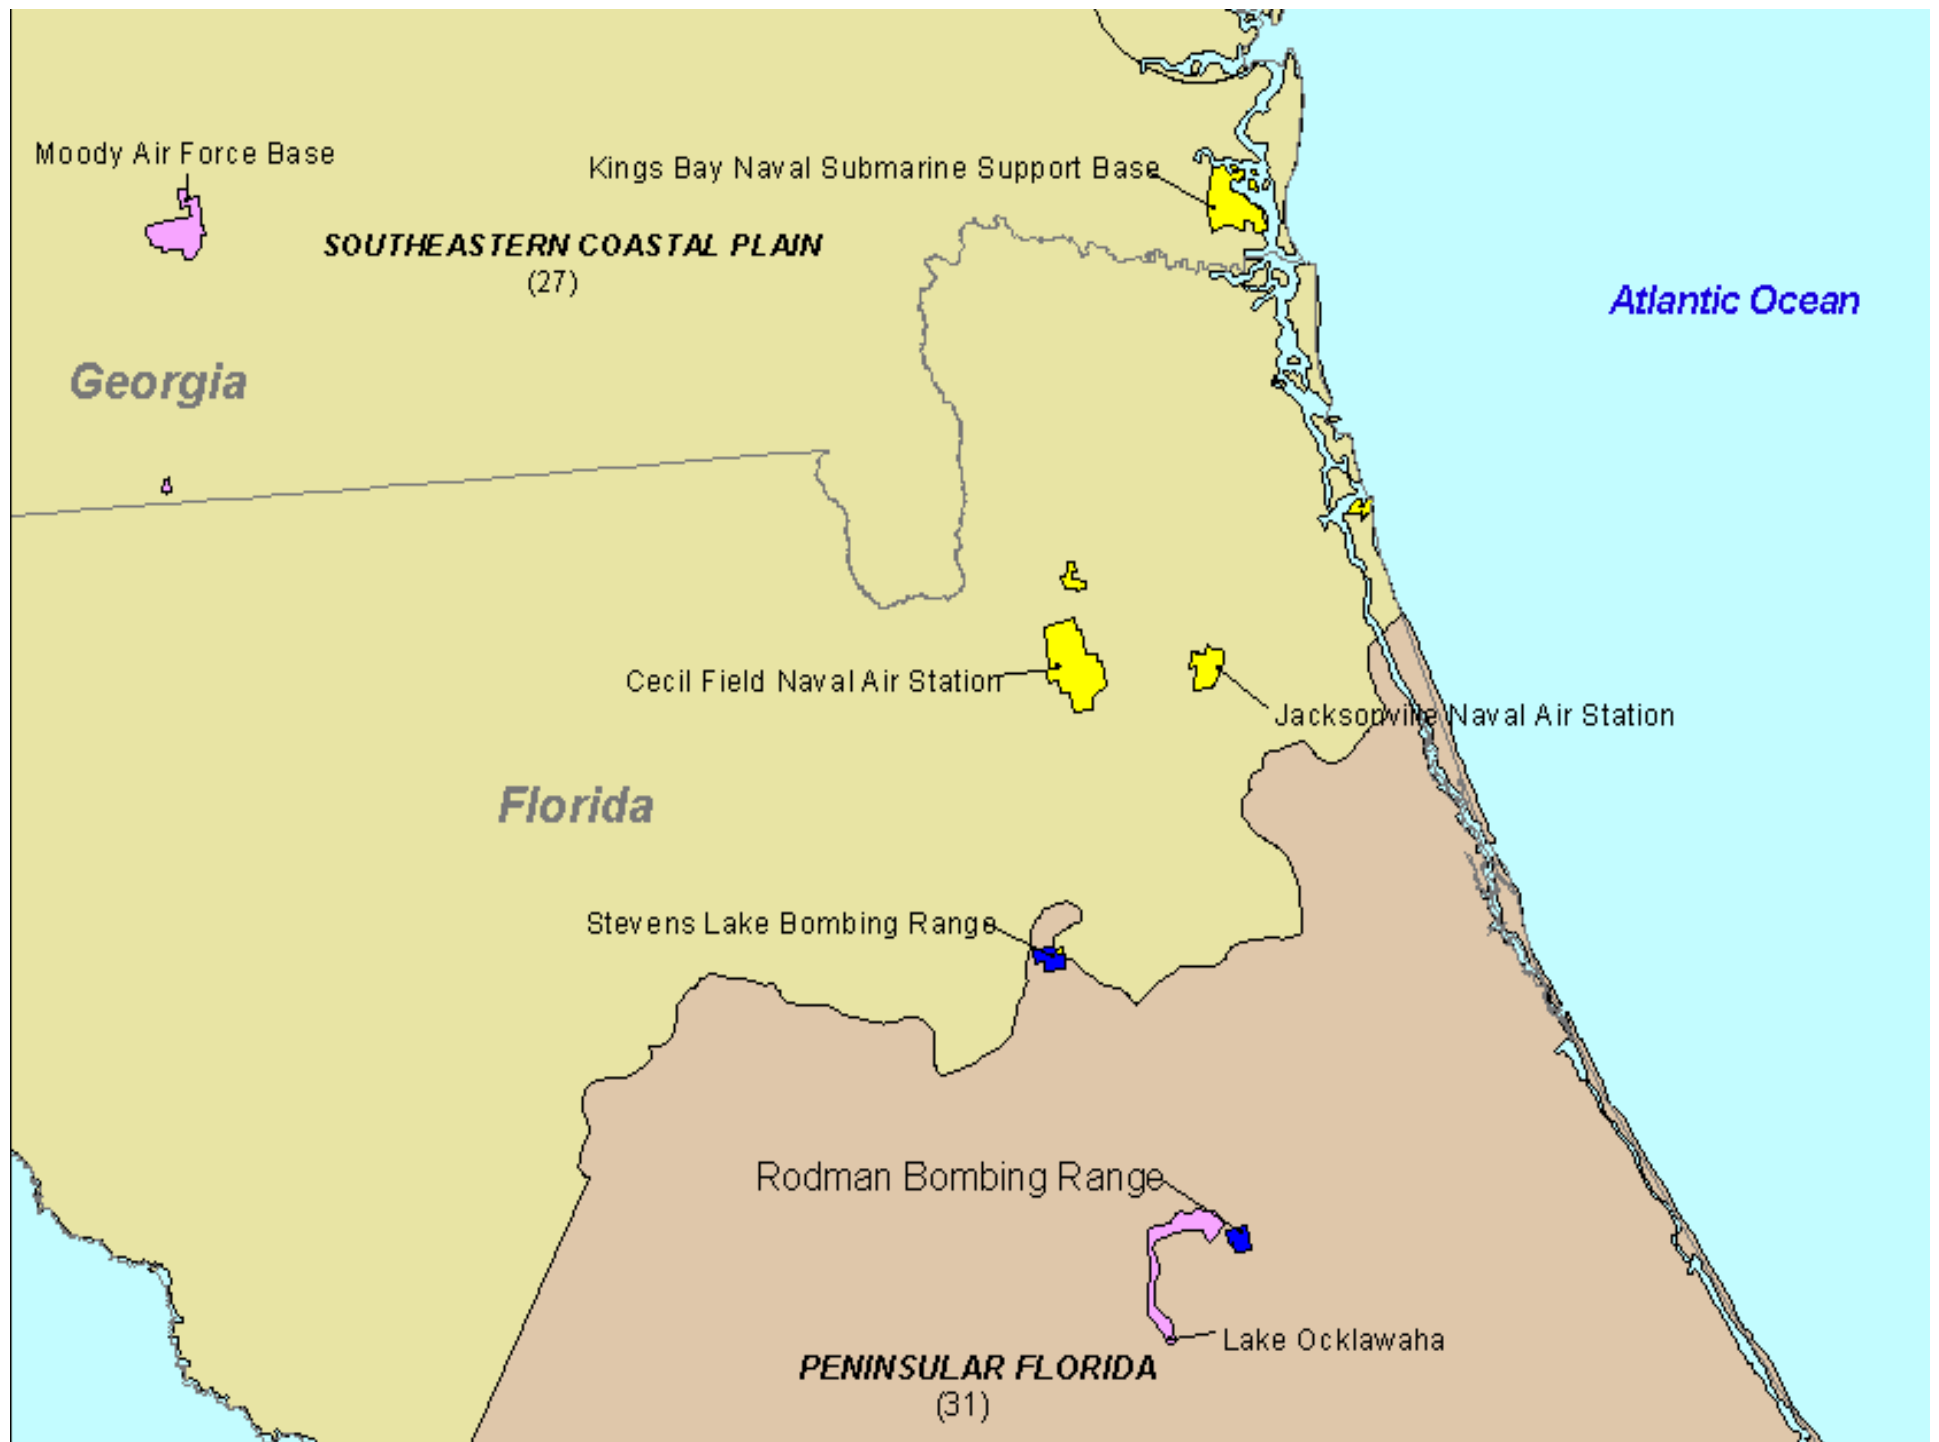 Moody Air Force Base
Kings Bay Naval Submarine Support Base
SOUTHEASTERN COASTAL PLAIN
(27)
Atlantic Ocean
Georgia
Cecil Field Naval Air Station
Jacksonville Naval Air Station
Florida
Stevens Lake Bombing Range
Rodman Bombing Range
Lake Ocklawaha
PENINSULAR FLORIDA
(31)